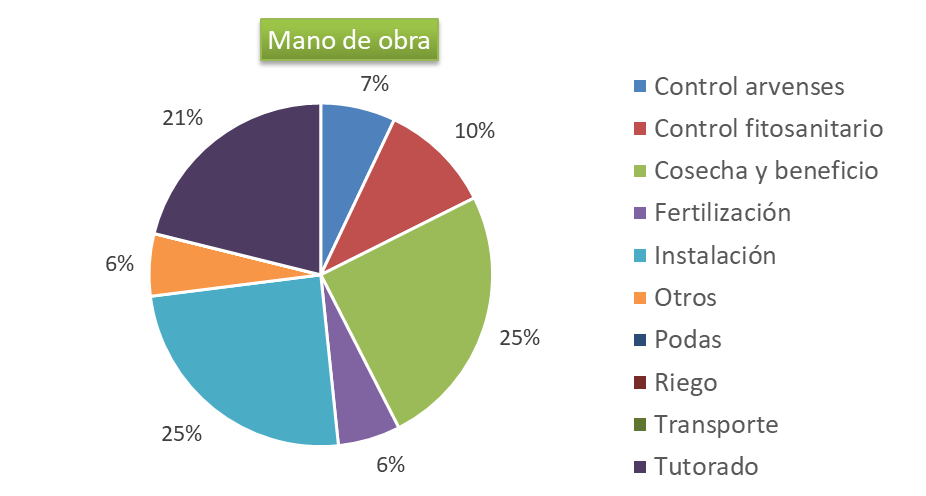 Mano de obra
7%
10%
25%
6%
25%
6%
21%
Control arvenses
Control fitosanitario
Cosecha y beneficio
Fertilización
Instalación
Otros
Podas
Riego
Transporte
Tutorado